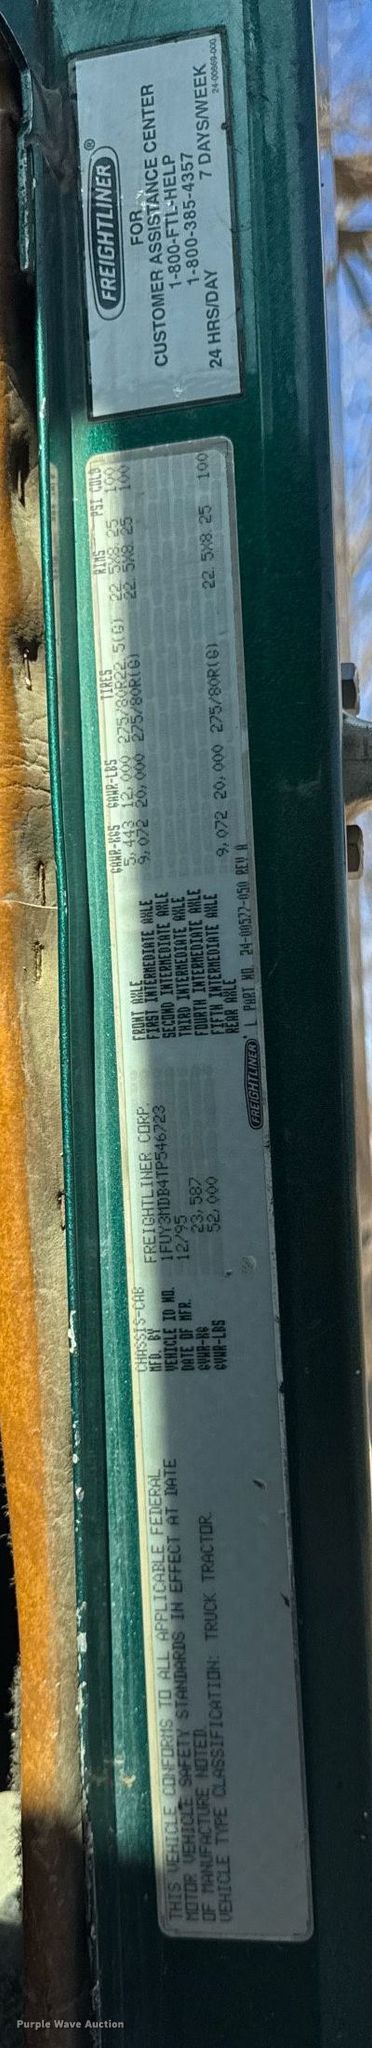 FREIGHTLINER®
FOR
CUSTOMER ASSISTANCE CENTER
1-800-FTL-HELP
1-800-385-4357
24 HRS/DAY 7 DAYS/WEEK
24-00869-000
THIS VEHICLE CONFORMS TO ALL APPLICABLE FEDERAL
MOTOR VEHICLE SAFETY STANDARDS IN EFFECT AT DATE
OF MANUFACTURE NOTED.
VEHICLE TYPE CLASSIFICATION: TRUCK TRACTOR
CHASSIS-CAB
MFD. BY FREIGHTLINER CORP.
VEHICLE ID NO. 1FUY3MDB4TP546723
DATE OF MFR. 12/95
GVWR-KG 23,587
GVWR-LBS 52,000
GAWR-KGS GAWR-LBS TIRES RIMS PSI COLD
FRONT AXLE 5,443 12,000 275/80R22.5(G) 22.5X8.25 100
FIRST INTERMEDIATE AXLE 9,072 20,000 275/80R(G) 22.5X8.25 100
SECOND INTERMEDIATE AXLE
THIRD INTERMEDIATE AXLE
FOURTH INTERMEDIATE AXLE
FIFTH INTERMEDIATE AXLE
REAR AXLE 9,072 20,000 275/80R(G) 22.5X8.25 100
FREIGHTLINER L PART NO. 24-00577-050 REV A
Purple Wave Auction